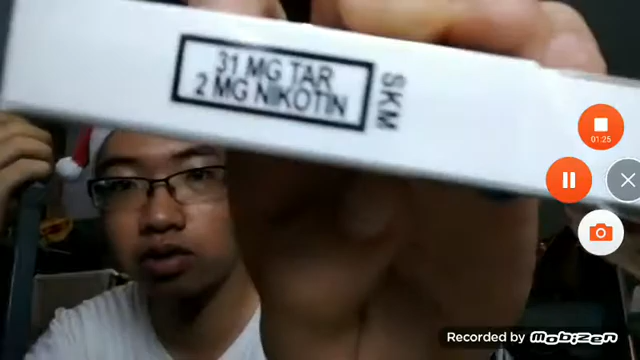 31 MG TAR
2 MG NIKOTIN
SKM
01:25
Recorded by mobizen